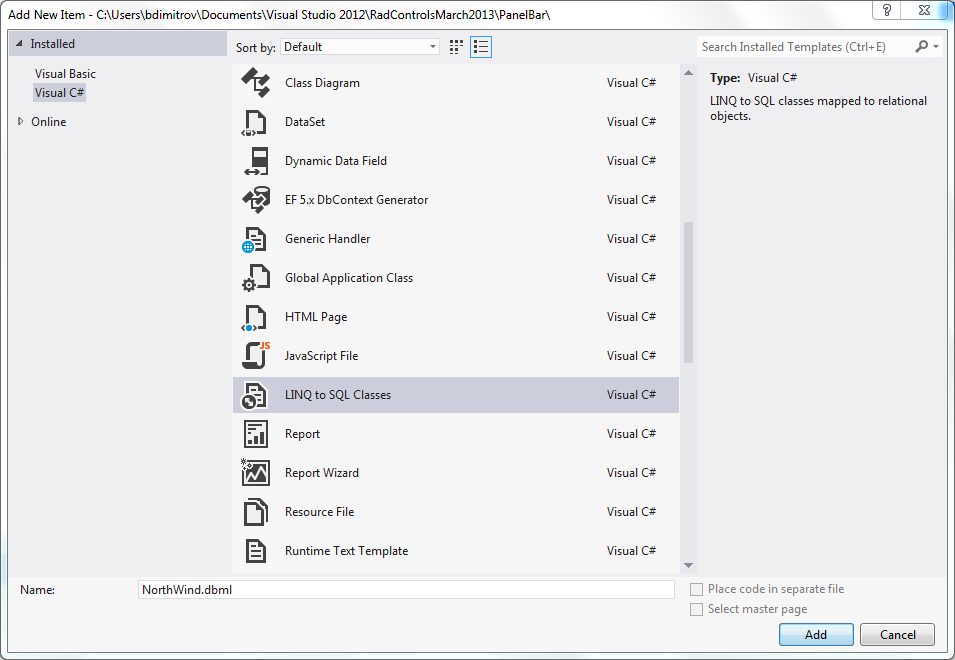 Add New Item - C:\Users\bdimitrov\Documents\Visual Studio 2012\RadControlsMarch2013\PanelBar\
?
Installed
Visual Basic
Visual C#
Online
Sort by: Default
Search Installed Templates (Ctrl+E)
Class Diagram Visual C#
DataSet Visual C#
Dynamic Data Field Visual C#
EF 5.x DbContext Generator Visual C#
Generic Handler Visual C#
Global Application Class Visual C#
HTML Page Visual C#
JS
JavaScript File Visual C#
LINQ to SQL Classes Visual C#
Report Visual C#
Report Wizard Visual C#
Resource File Visual C#
Runtime Text Template Visual C#
Type: Visual C#
LINQ to SQL classes mapped to relational
objects.
Name: NorthWind.dbml
Place code in separate file
Select master page
Add Cancel